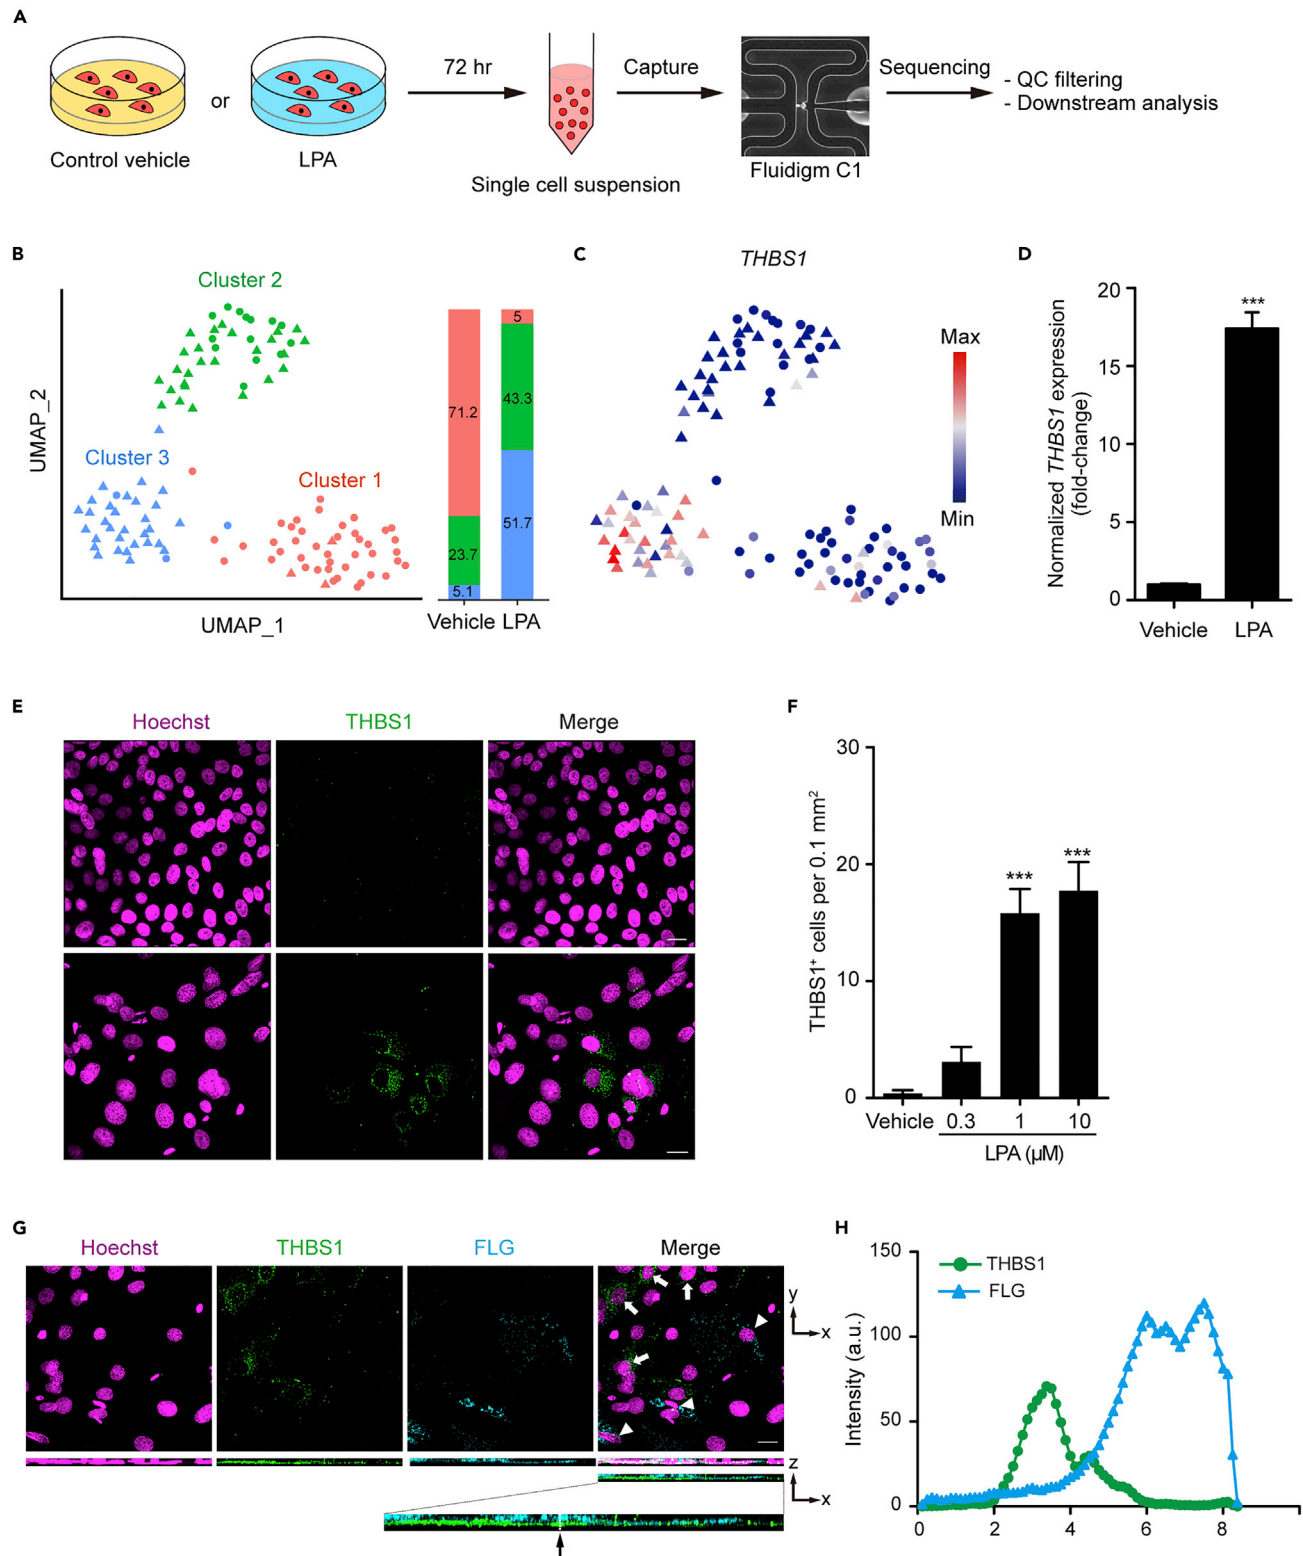 A
72 hr
Capture
Sequencing
- QC filtering
- Downstream analysis
or
Control vehicle
LPA
Single cell suspension
Fluidigm C1
B
Cluster 2
Cluster 3
Cluster 1
UMAP_2
UMAP_1
71.2
23.7
5.1
5
43.3
51.7
Vehicle LPA
C
THBS1
Max
Min
D
Normalized THBS1 expression
(fold-change)
20
15
10
5
0
***
Vehicle
LPA
E
Hoechst
THBS1
Merge
F
THBS1⁺ cells per 0.1 mm²
30
20
10
0
***
***
Vehicle
0.3
1
10
LPA (µM)
G
Hoechst
THBS1
FLG
Merge
y
x
z
x
H
THBS1
FLG
Intensity (a.u.)
150
100
50
0
0
2
4
6
8